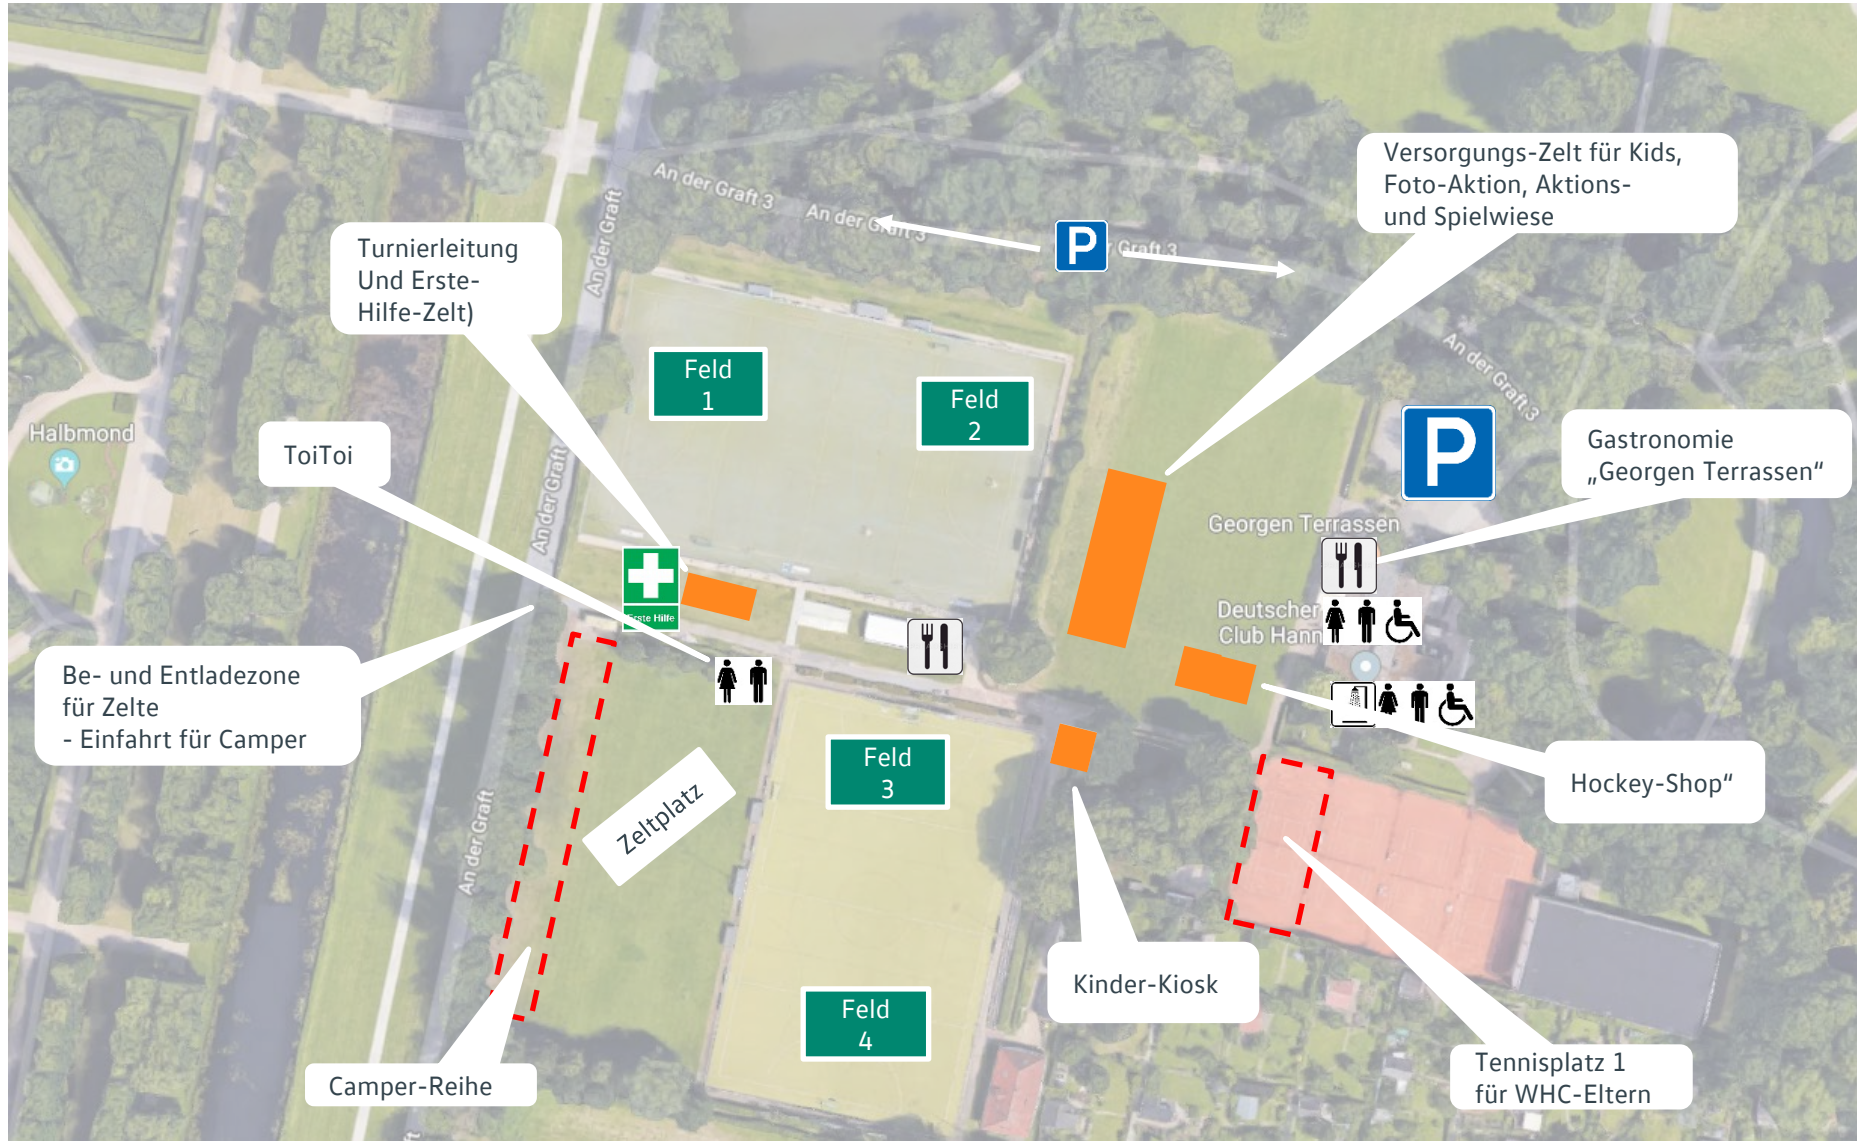 Versorgungs-Zelt für Kids,
Foto-Aktion, Aktions-
und Spielwiese
An der Graft 3
An der Graft 3
Graft 3
P
An der Graft
Turnierleitung
Und Erste-
Hilfe-Zelt)
An der Graft 3
Feld
1
Feld
2
P
Gastronomie
„Georgen Terrassen“
Halbmond
ToiToi
An der Graft
Georgen Terrassen
Erste Hilfe
Deutscher
Club Hann
Be- und Entladezone
für Zelte
- Einfahrt für Camper
Feld
3
Hockey-Shop“
Zeltplatz
An der Graft
Kinder-Kiosk
Feld
4
Camper-Reihe
Tennisplatz 1
für WHC-Eltern